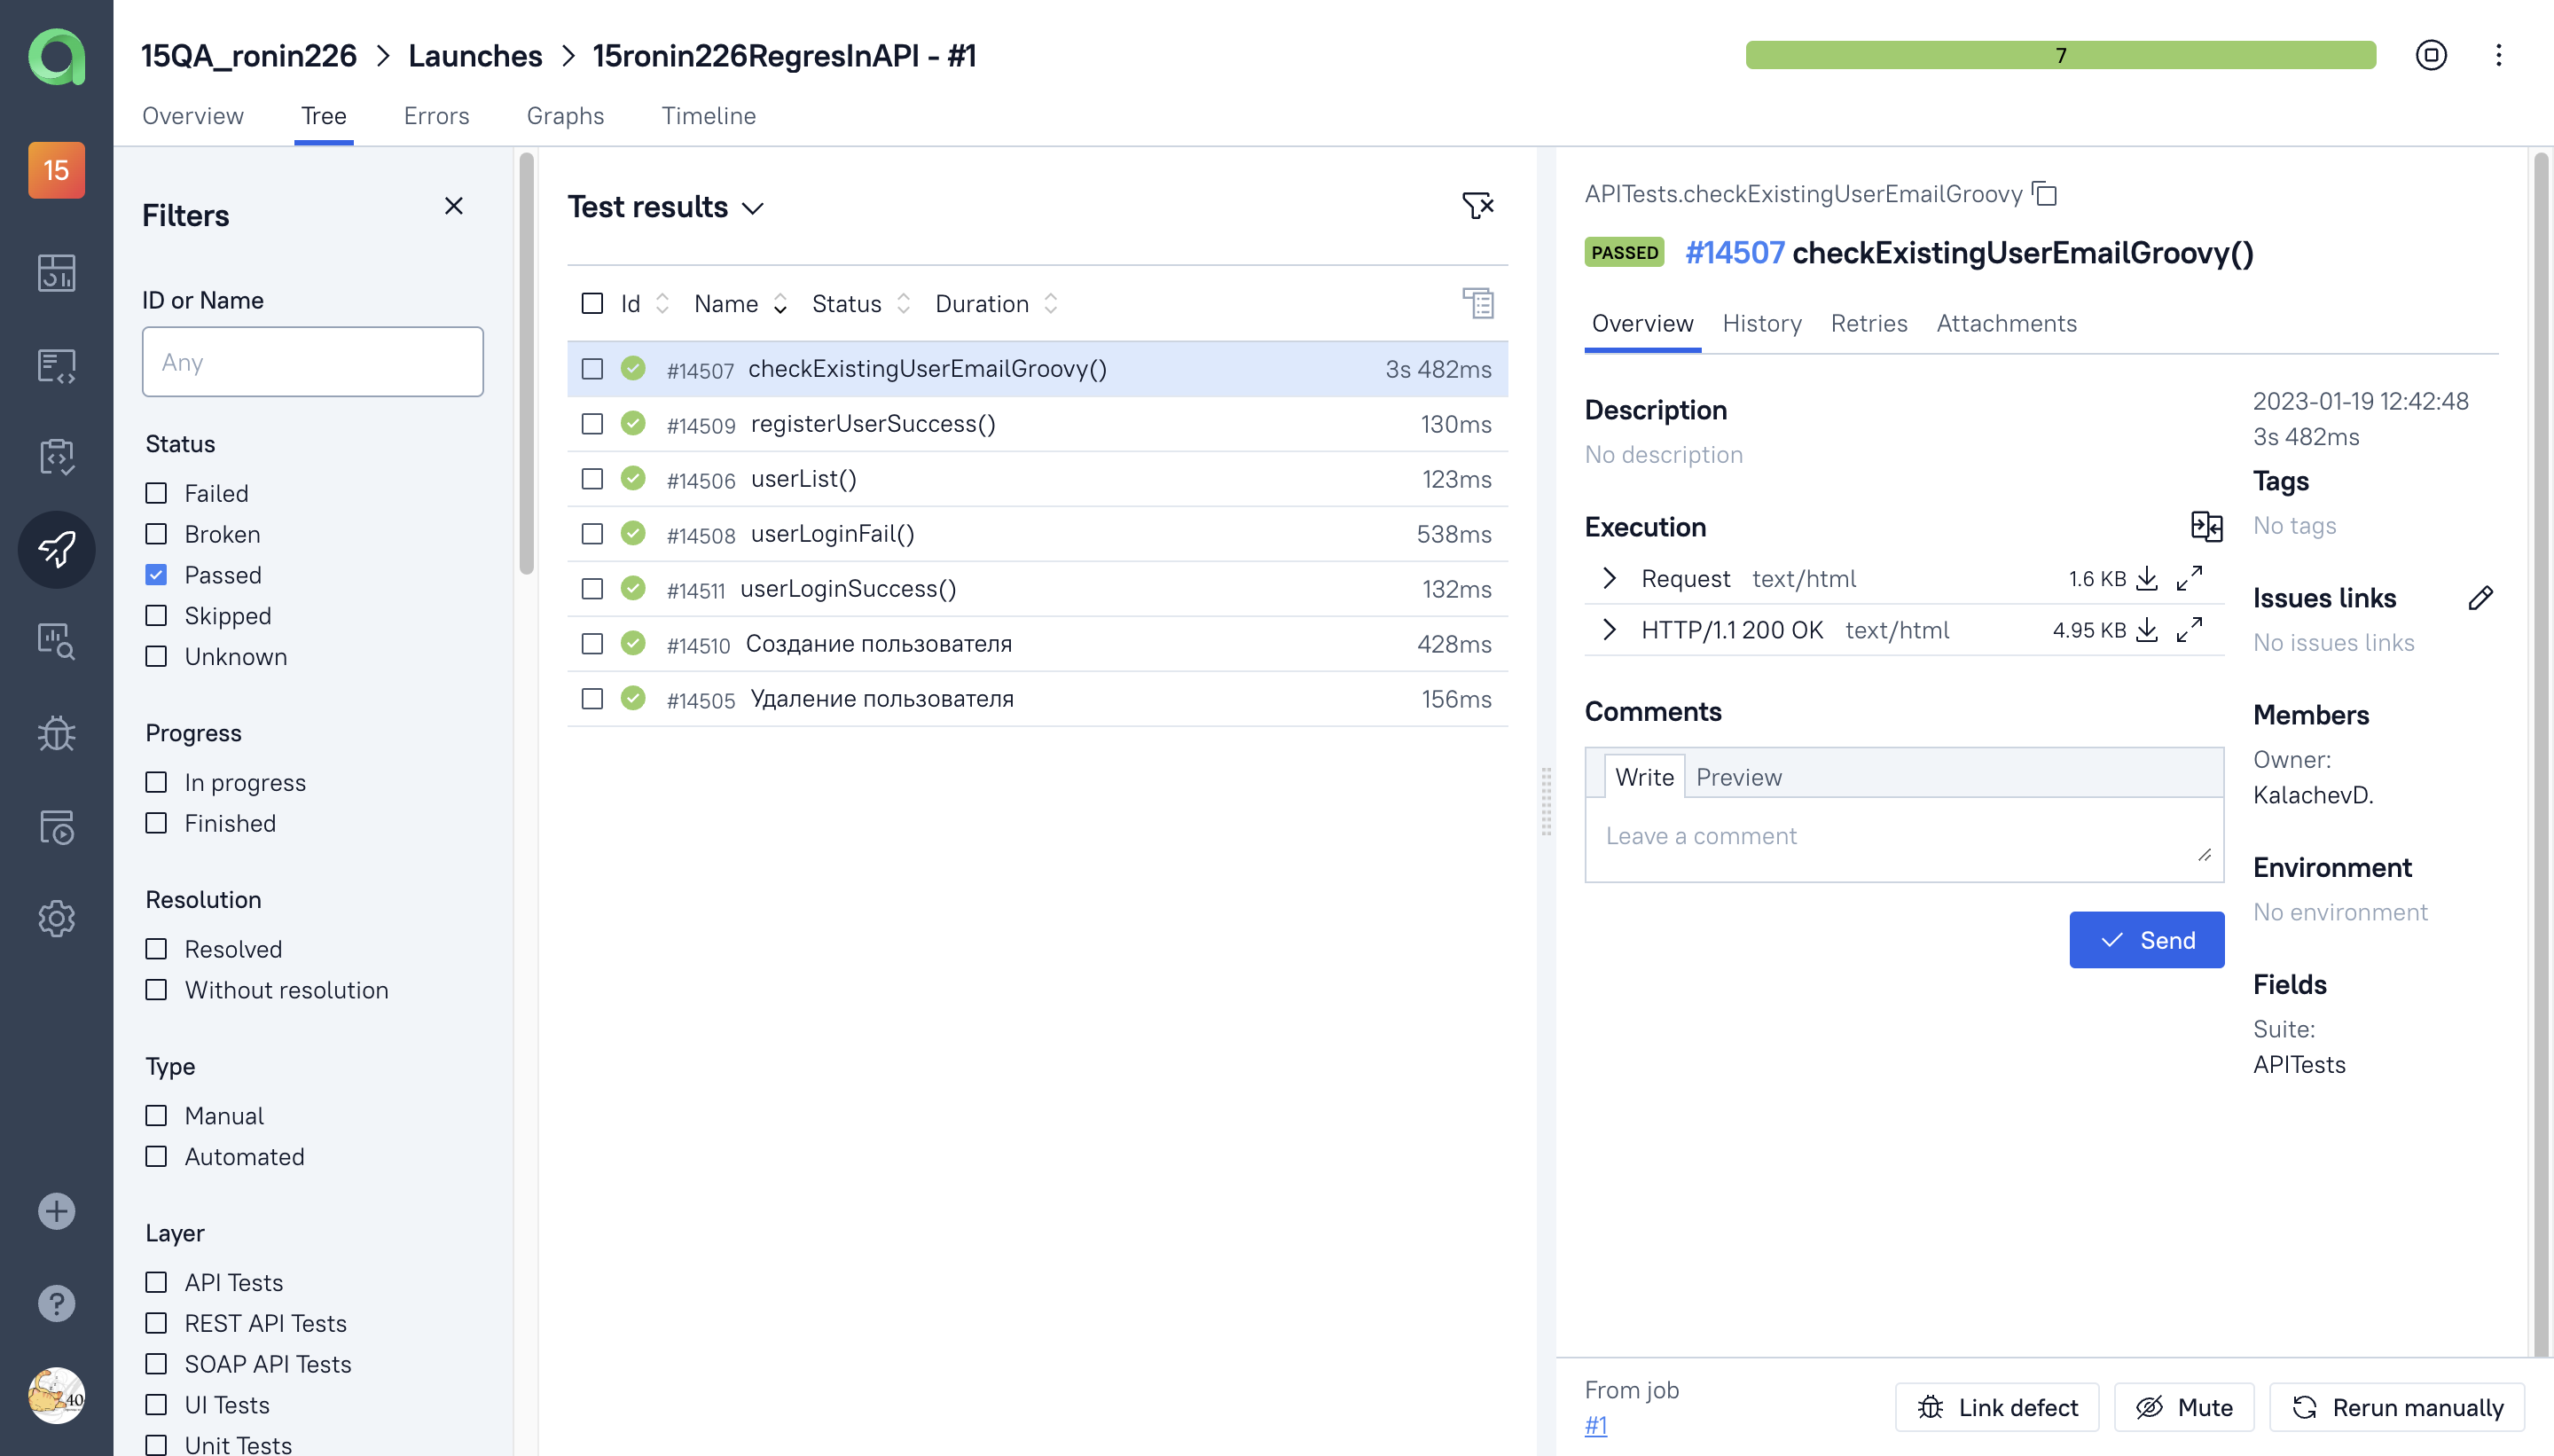 15QA_ronin226 > Launches > 15ronin226RegresInAPI - #1
7
Overview Tree Errors Graphs Timeline
15
Filters
ID or Name
Any
Status
Failed
Broken
Passed
Skipped
Unknown
Progress
In progress
Finished
Resolution
Resolved
Without resolution
Type
Manual
Automated
Layer
API Tests
REST API Tests
SOAP API Tests
UI Tests
Unit Tests
40
Test results
Id Name Status Duration
#14507 checkExistingUserEmailGroovy() 3s 482ms
#14509 registerUserSuccess() 130ms
#14506 userList() 123ms
#14508 userLoginFail() 538ms
#14511 userLoginSuccess() 132ms
#14510 Создание пользователя 428ms
#14505 Удаление пользователя 156ms
APITests.checkExistingUserEmailGroovy
PASSED #14507 checkExistingUserEmailGroovy()
Overview History Retries Attachments
Description
No description
Execution
Request text/html 1.6 KB
HTTP/1.1 200 OK text/html 4.95 KB
Comments
Write Preview
Leave a comment
Send
2023-01-19 12:42:48
3s 482ms
Tags
No tags
Issues links
No issues links
Members
Owner:
KalachevD.
Environment
No environment
Fields
Suite:
APITests
From job
#1
Link defect Mute Rerun manually